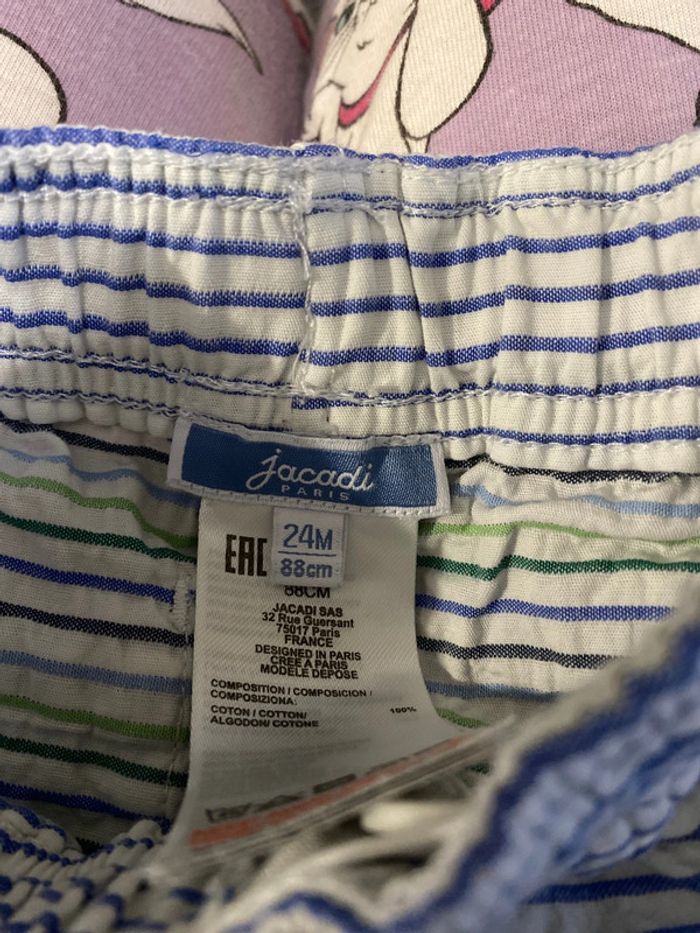 jacadi
PARIS
EAC
24M
88cm
88CM
JACADI SAS
32 Rue Guersant
75017 Paris
FRANCE
DESIGNED IN PARIS
CREE A PARIS
MODELE DEPOSE
COMPOSITION / COMPOSICION /
COMPOSIZIONA:
COTON / COTTON/ 100%
ALGODON/ COTONE